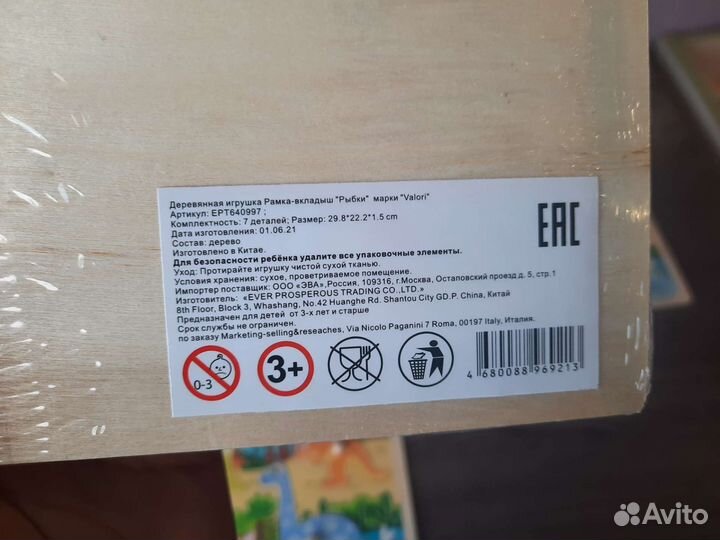 Деревянная игрушка Рамка-вкладыш "Рыбки" марки "Valori"
Артикул: EPT640997 ;
Комплектность: 7 деталей; Размер: 29.8*22.2*1.5 cm
Дата изготовления: 01.06.21
Состав: дерево
Изготовлено в Китае.
Для безопасности ребёнка удалите все упаковочные элементы.
Уход: Протирайте игрушку чистой сухой тканью.
Условия хранения: сухое, проветриваемое помещение.
Импортер поставщик: ООО «ЭВА»,Россия, 109316, г.Москва, Остаповский проезд д. 5, стр.1
Изготовитель: «EVER PROSPEROUS TRADING CO.,LTD.»
8th Floor, Block 3, Whashang, No.42 Huanghe Rd. Shantou City GD.P. China, Китай
Предназначен для детей от 3-х лет и старше
Срок службы не ограничен.
по заказу Marketing-selling&reseaches, Via Nicolo Paganini 7 Roma, 00197 Italy, Италия.
EAC
0-3
3+
4 680088 969213
Avito